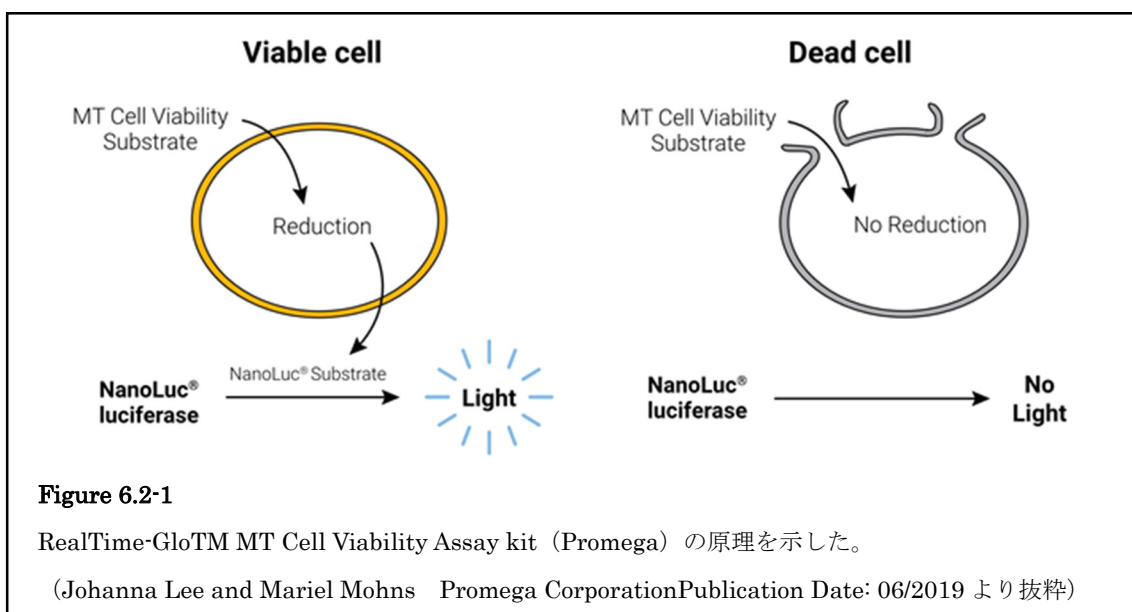 Viable cell
MT Cell Viability
Substrate
Reduction
NanoLuc®
luciferase
NanoLuc® Substrate
Light
Dead cell
MT Cell Viability
Substrate
No Reduction
NanoLuc®
luciferase
No
Light
Figure 6.2-1
RealTime-GloTM MT Cell Viability Assay kit（Promega）の原理を示した。
（Johanna Lee and Mariel Mohns　Promega CorporationPublication Date: 06/2019 より抜粋）